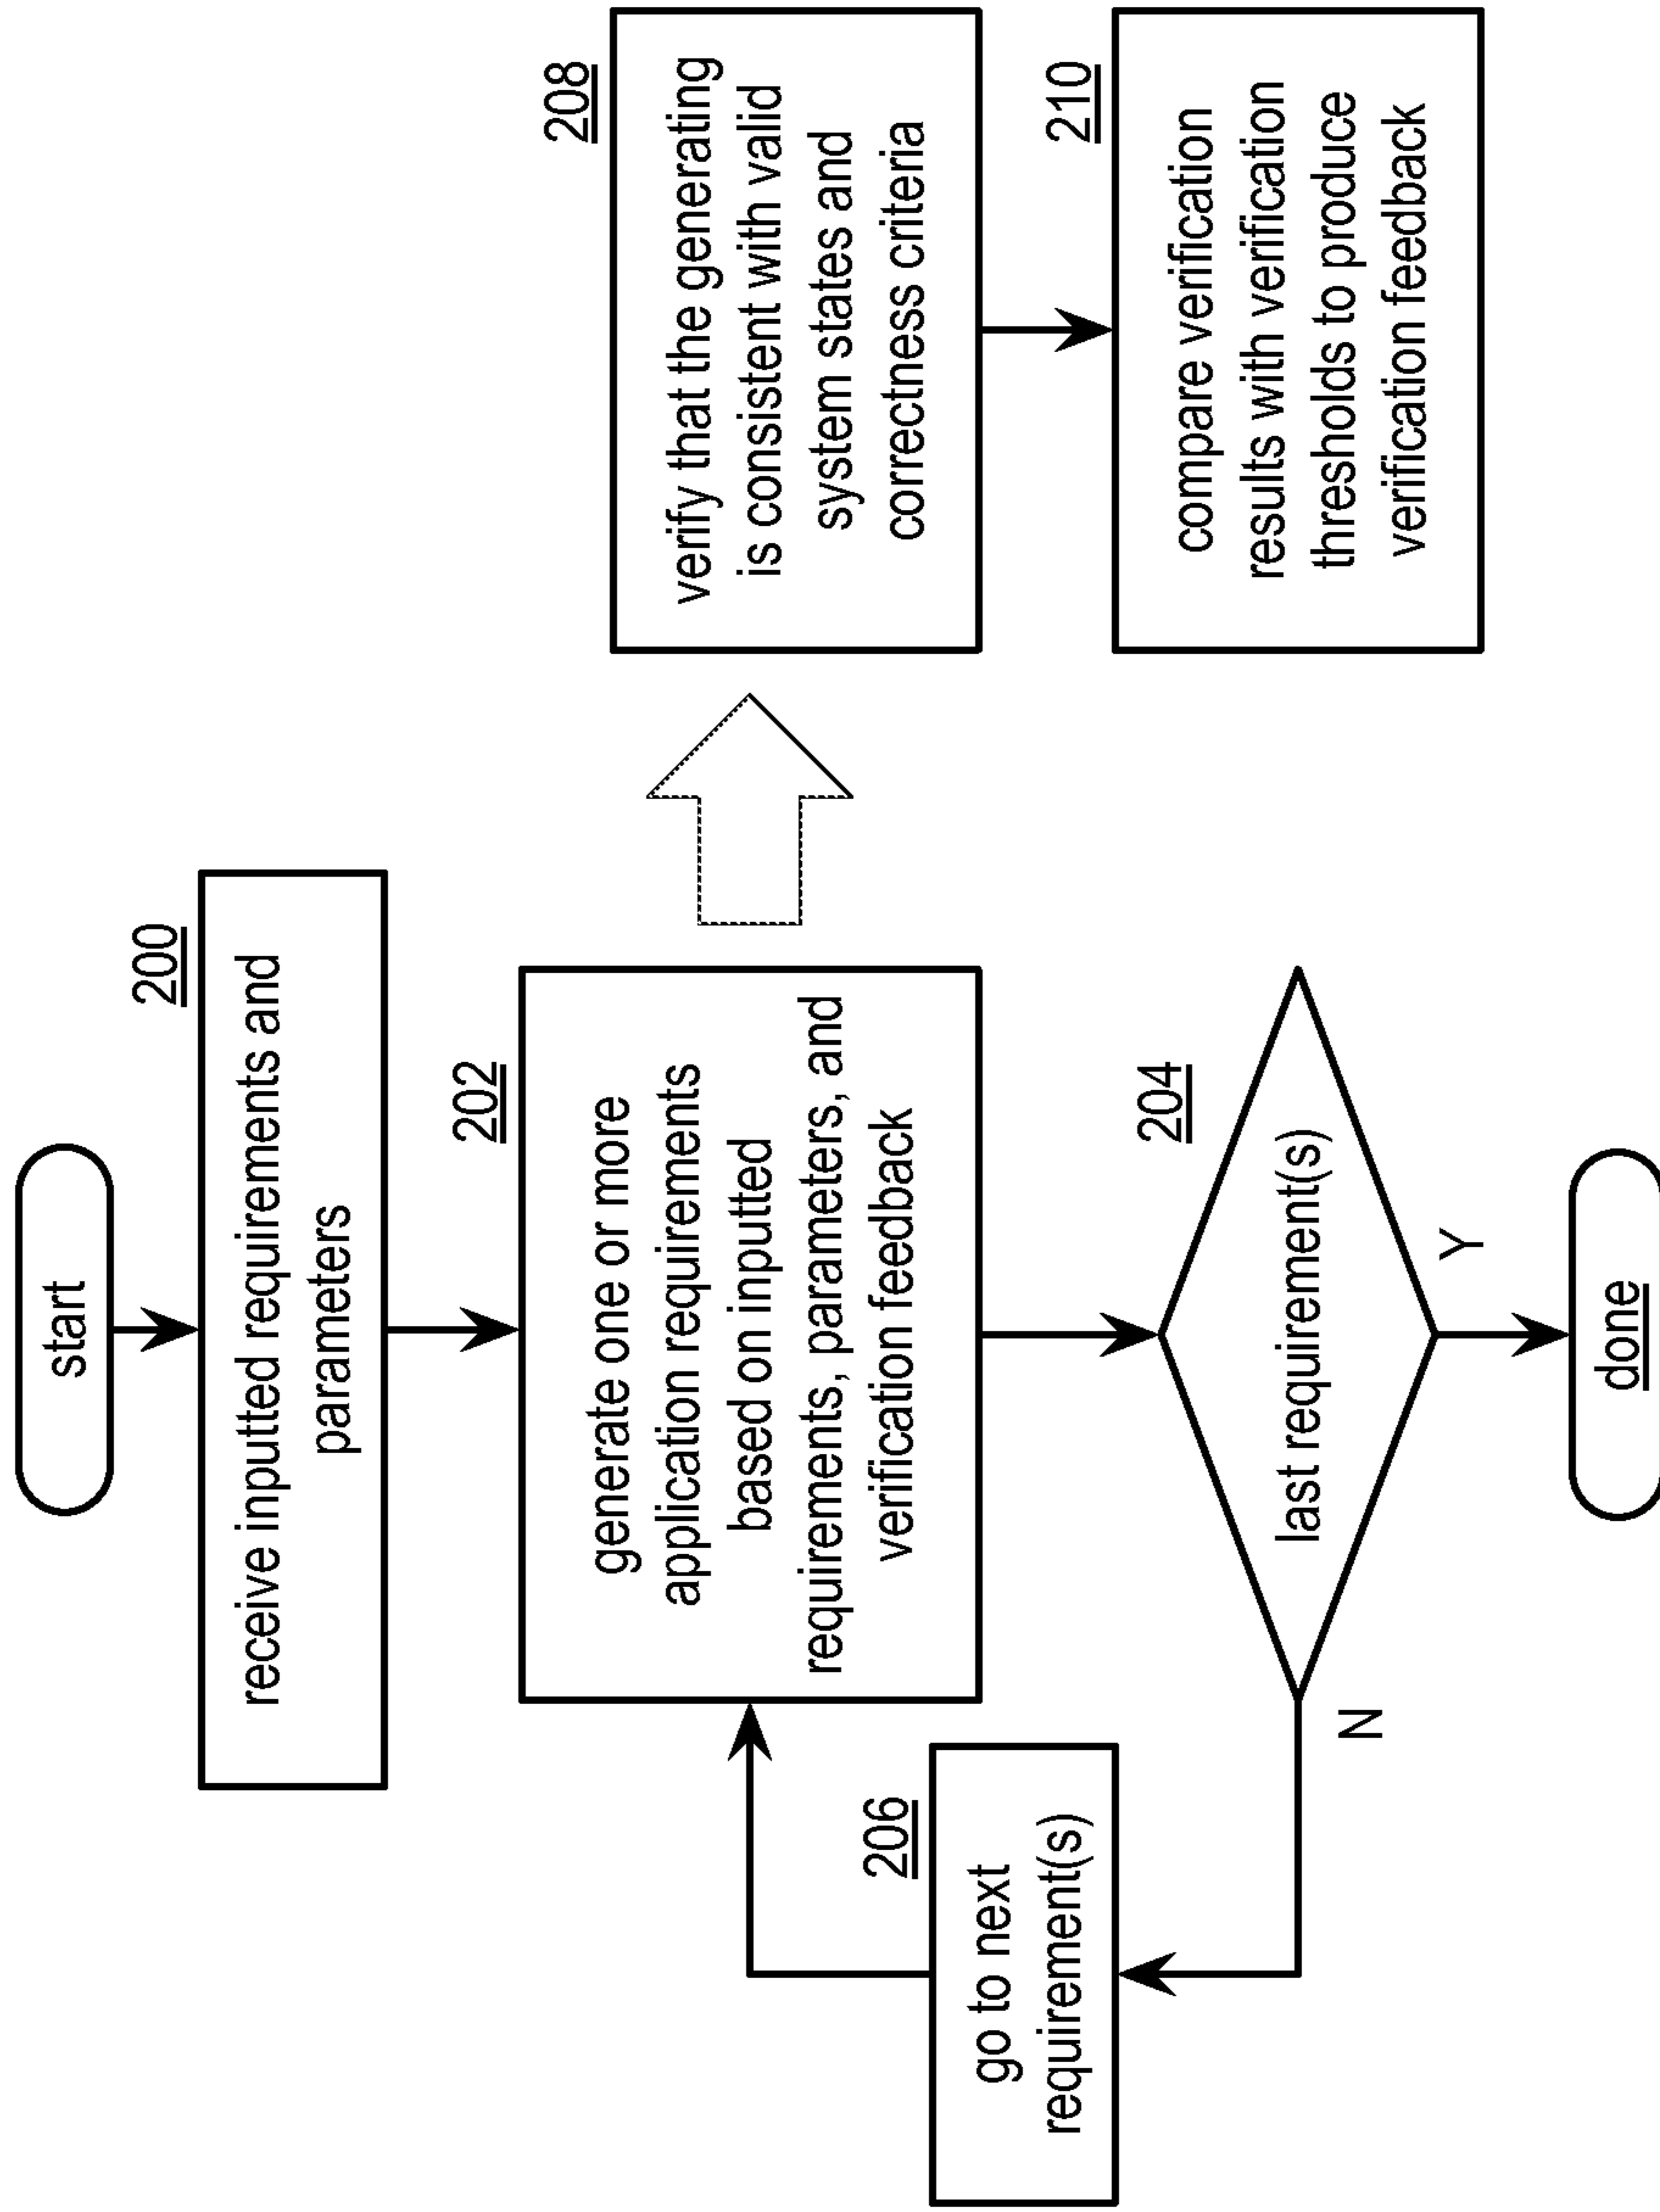 start
200
receive inputted requirements and
parameters
202
generate one or more
application requirements
based on inputted
requirements, parameters, and
verification feedback
204
last requirement(s)
N
Y
206
go to next
requirement(s)
done
208
verify that the generating
is consistent with valid
system states and
correctness criteria
210
compare verification
results with verification
thresholds to produce
verification feedback